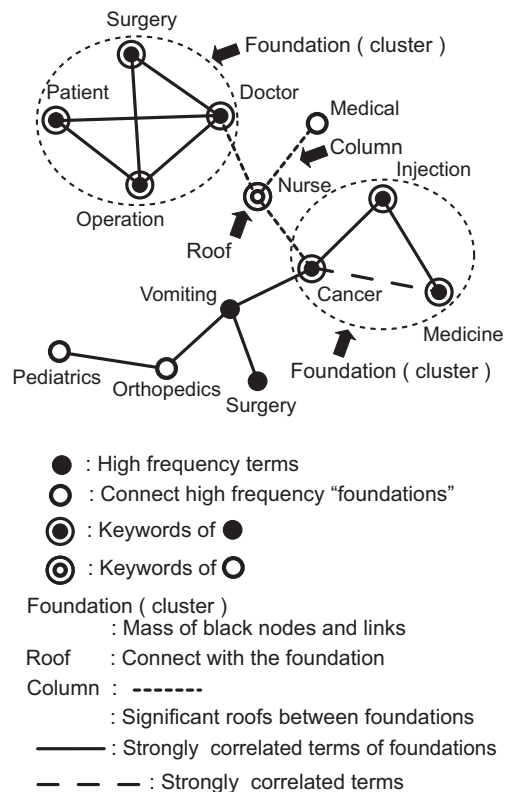 Surgery
Foundation ( cluster )
Patient
Doctor
Medical
Column
Injection
Nurse
Operation
Roof
Vomiting
Cancer
Medicine
Pediatrics
Orthopedics
Foundation ( cluster )
Surgery
: High frequency terms
: Connect high frequency “foundations”
: Keywords of
: Keywords of
Foundation ( cluster )
: Mass of black nodes and links
Roof : Connect with the foundation
Column :
: Significant roofs between foundations
: Strongly correlated terms of foundations
: Strongly correlated terms